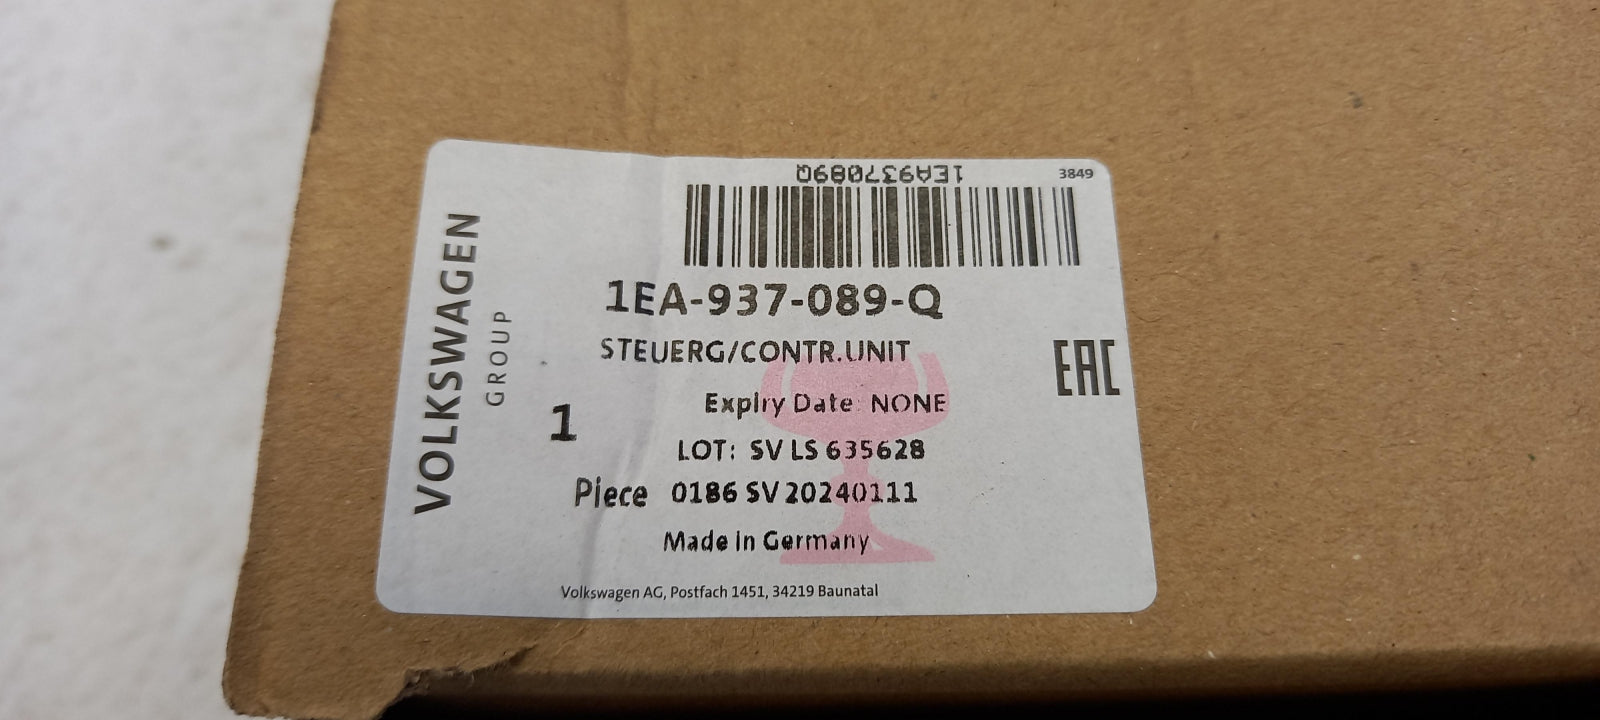 1EA937089Q
3849
VOLKSWAGEN
GROUP
1EA-937-089-Q
STEUERG/CONTR.UNIT
EAC
Expiry Date: NONE
1
LOT: SV LS 635628
Piece 0186 SV 20240111
Made in Germany
Volkswagen AG, Postfach 1451, 34219 Baunatal